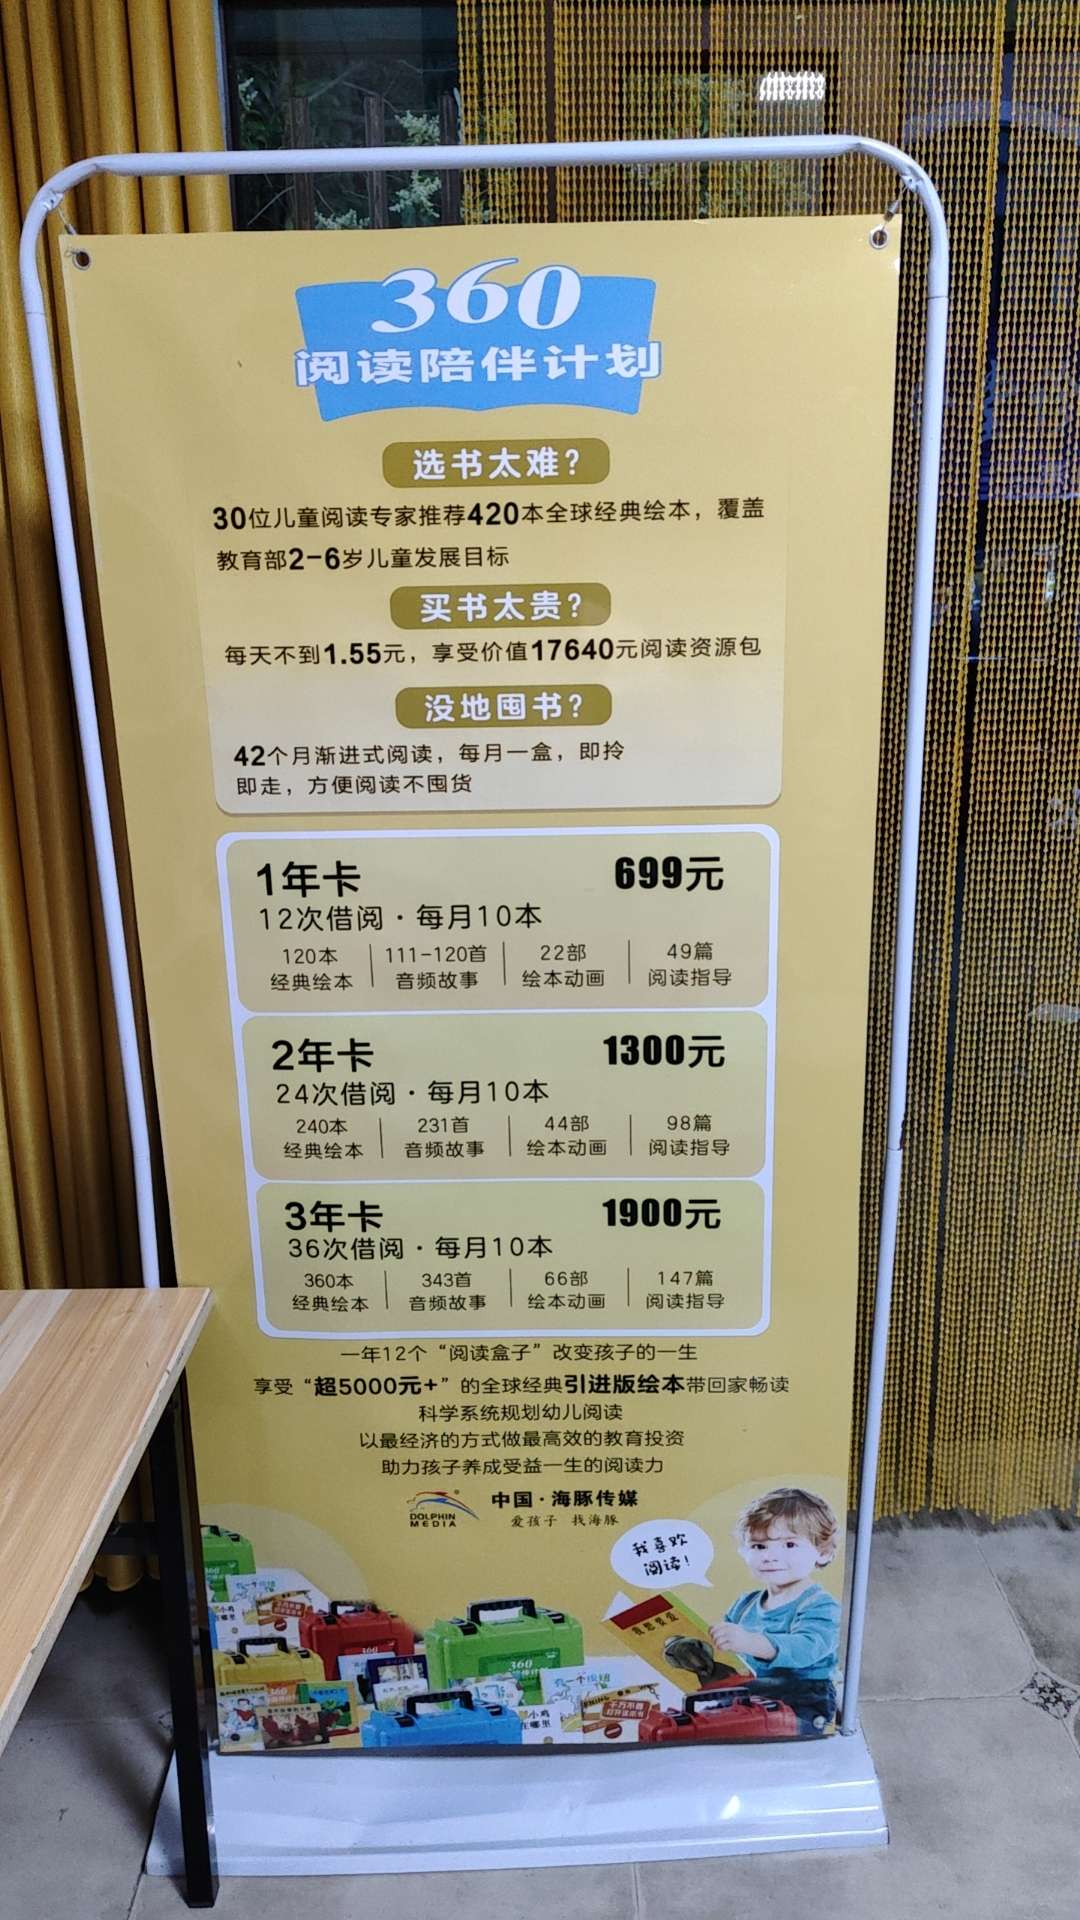 360
阅读陪伴计划
选书太难?
30位儿童阅读专家推荐420本全球经典绘本，覆盖
教育部2-6岁儿童发展目标
买书太贵?
每天不到1.55元，享受价值17640元阅读资源包
没地囤书?
42个月渐进式阅读，每月一盒，即拎
即走，方便阅读不囤货
1年卡 699元
12次借阅·每月10本
120本 111-120首 22部 49篇
经典绘本 音频故事 绘本动画 阅读指导
2年卡 1300元
24次借阅·每月10本
240本 231首 44部 98篇
经典绘本 音频故事 绘本动画 阅读指导
3年卡 1900元
36次借阅·每月10本
360本 343首 66部 147篇
经典绘本 音频故事 绘本动画 阅读指导
一年12个“阅读盒子”改变孩子的一生
享受“超5000元+”的全球经典引进版绘本带回家畅读
科学系统规划幼儿阅读
以最经济的方式做最高效的教育投资
助力孩子养成受益一生的阅读力
DOLPHIN
MEDIA
中国·海豚传媒
爱孩子 找海豚
我喜欢
阅读!
360
360
360